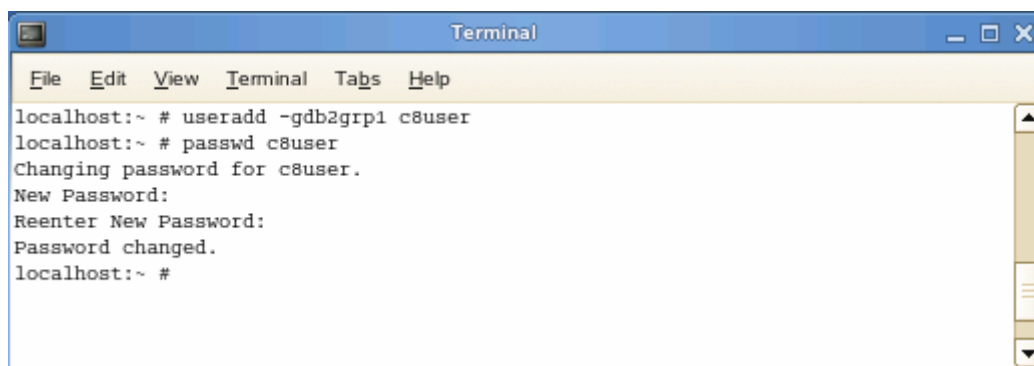 Terminal
File Edit View Terminal Tabs Help
localhost:~ # useradd -gdb2grp1 c8user
localhost:~ # passwd c8user
Changing password for c8user.
New Password:
Reenter New Password:
Password changed.
localhost:~ #